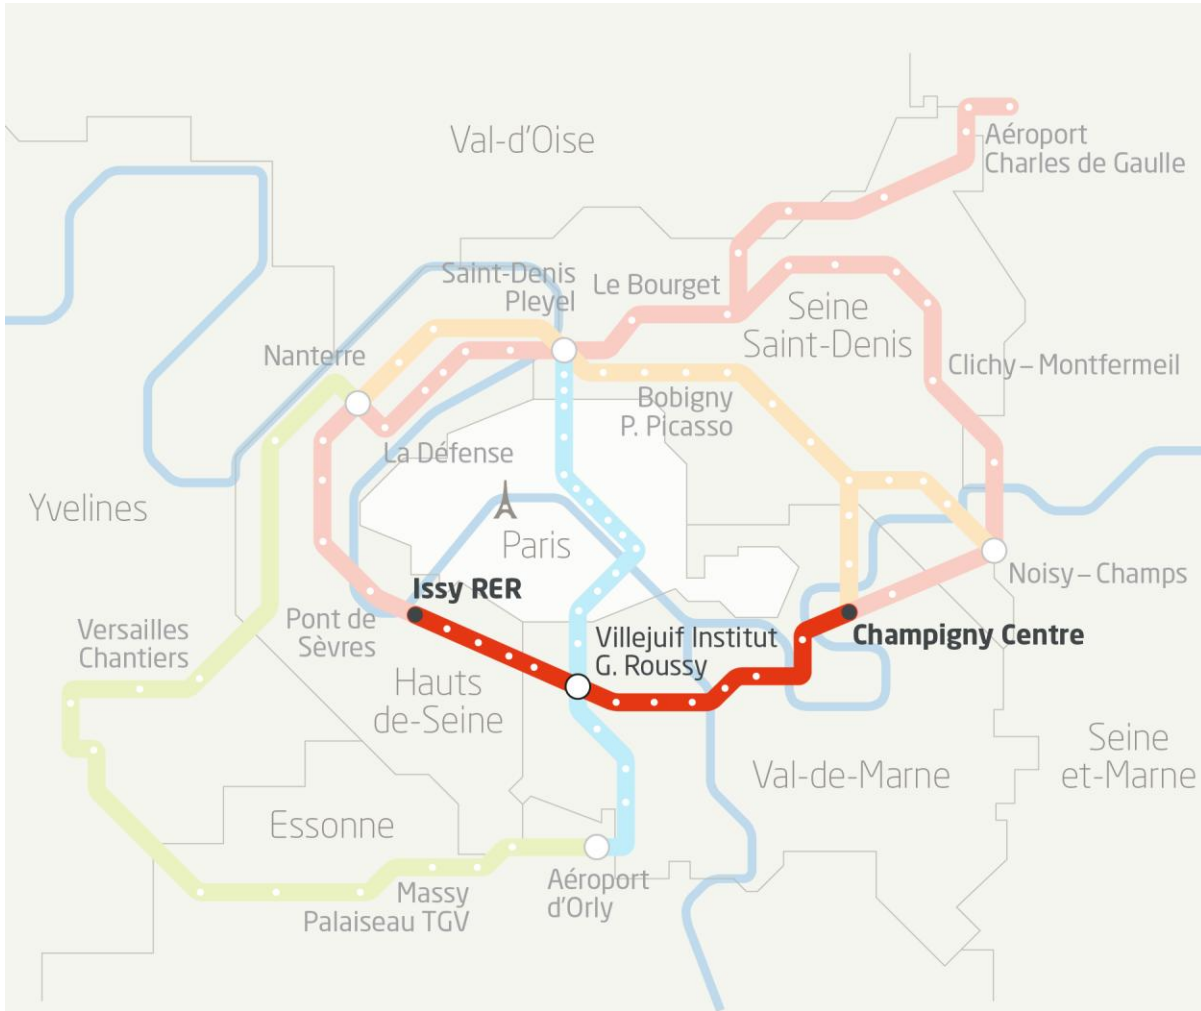 Val-d'Oise
Aéroport
Charles de Gaulle
Saint-Denis
Pleyel
Le Bourget
Seine
Saint-Denis
Nanterre
Clichy – Montfermeil
Bobigny
P. Picasso
La Défense
Yvelines
Paris
Noisy – Champs
Issy RER
Pont de
Sèvres
Villejuif Institut
G. Roussy
Champigny Centre
Versailles
Chantiers
Hauts
de-Seine
Val-de-Marne
Seine
et-Marne
Essonne
Massy
Palaiseau TGV
Aéroport
d'Orly